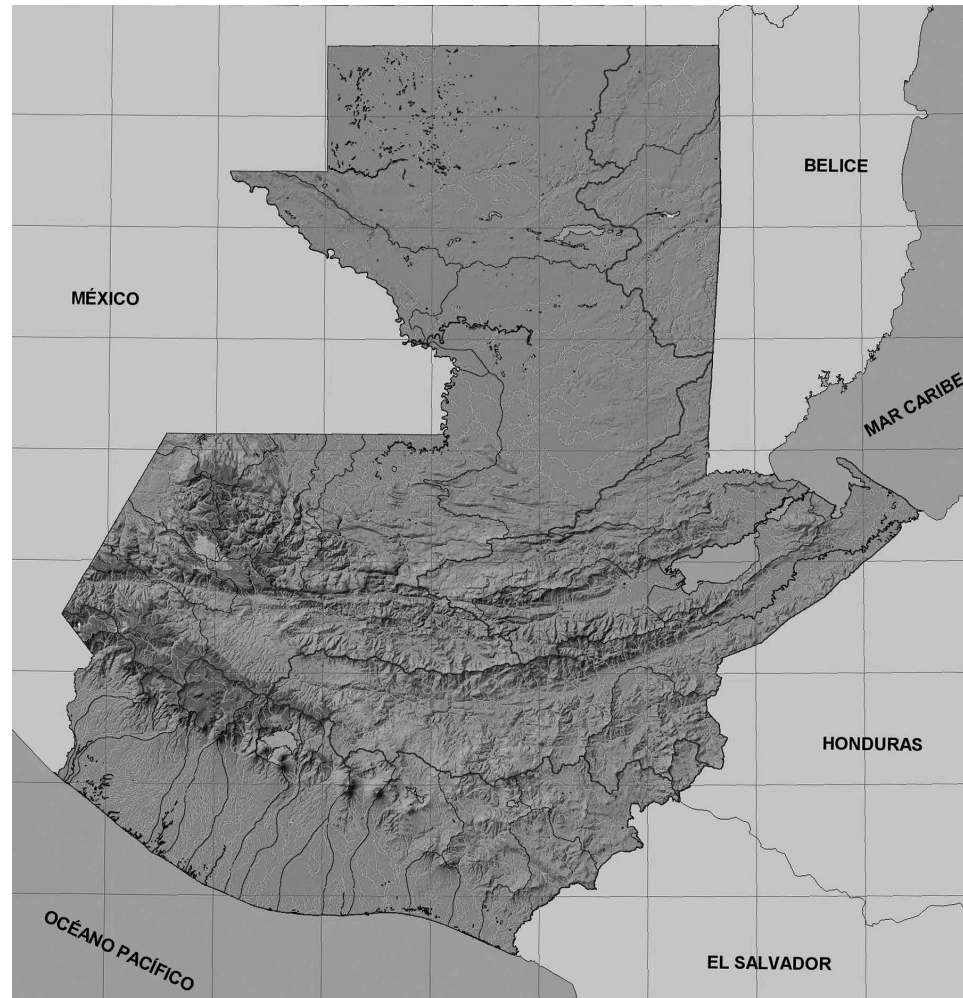 BELICE
MÉXICO
MAR CARIBE
HONDURAS
OCÉANO PACÍFICO
EL SALVADOR